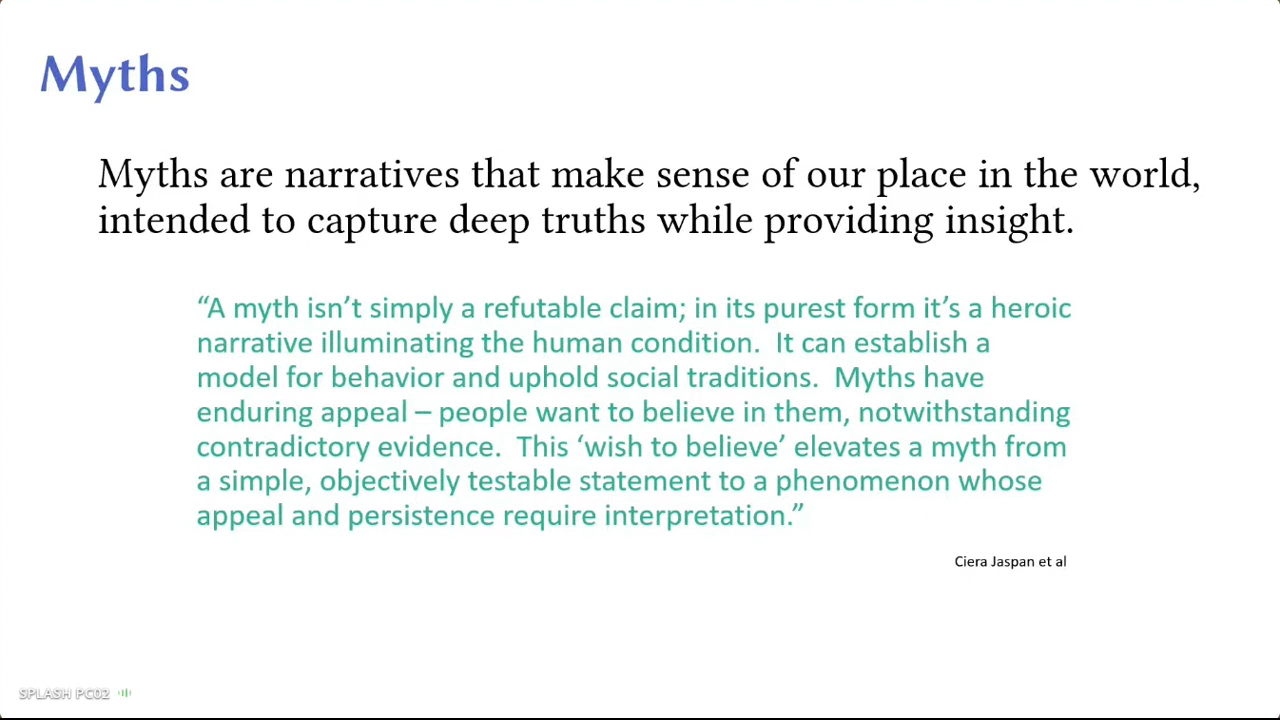 Myths
Myths are narratives that make sense of our place in the world,
intended to capture deep truths while providing insight.
“A myth isn’t simply a refutable claim; in its purest form it’s a heroic
narrative illuminating the human condition.  It can establish a
model for behavior and uphold social traditions.  Myths have
enduring appeal – people want to believe in them, notwithstanding
contradictory evidence.  This ‘wish to believe’ elevates a myth from
a simple, objectively testable statement to a phenomenon whose
appeal and persistence require interpretation.”
Ciera Jaspan et al
SPLASH PC02